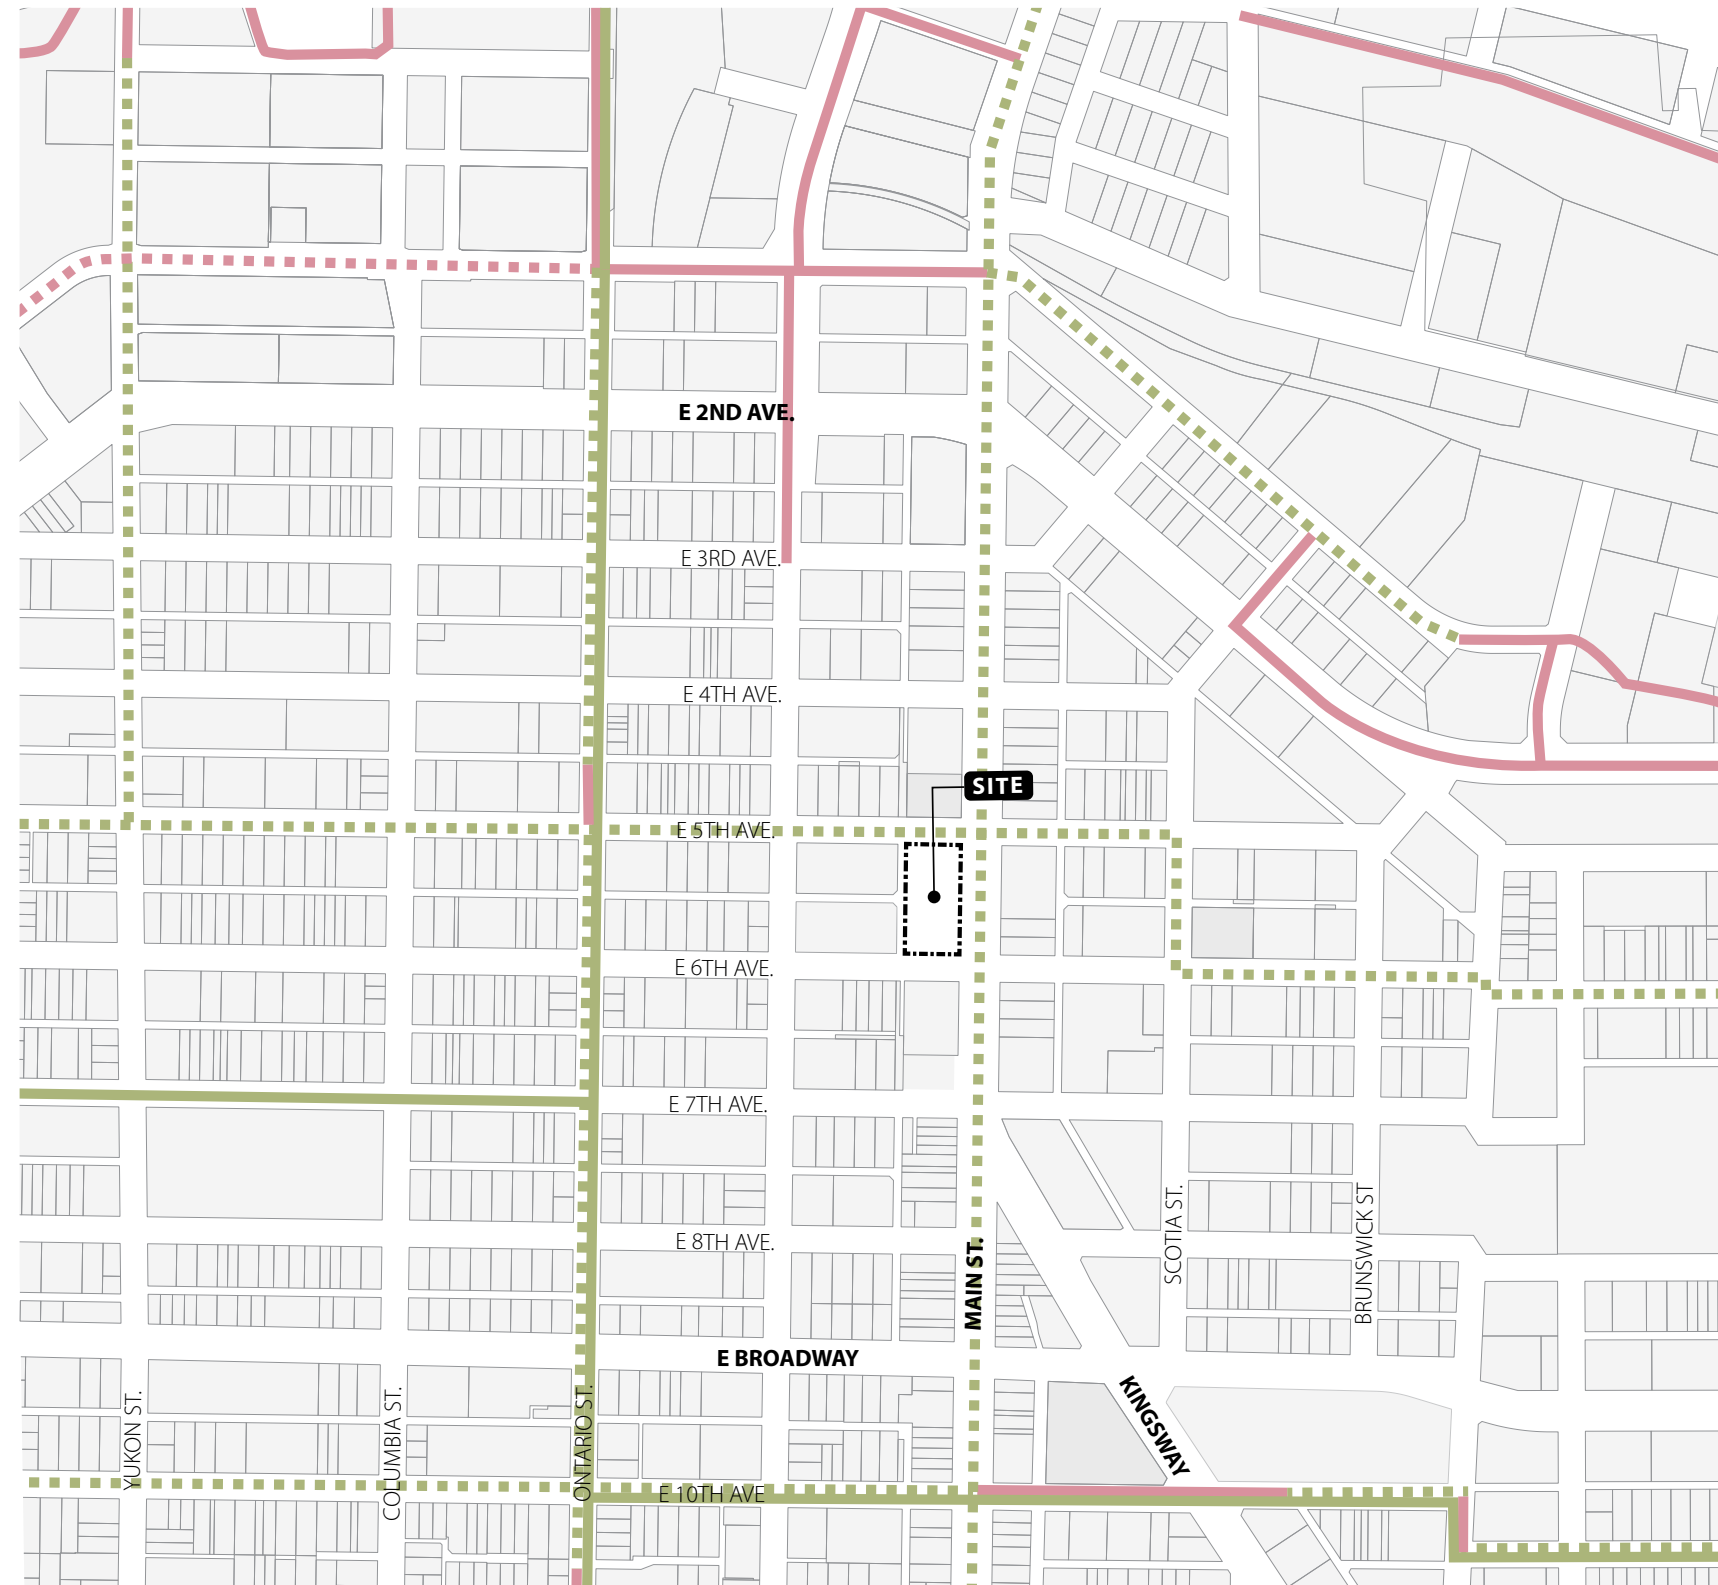 E 2ND AVE.
E 3RD AVE.
E 4TH AVE.
SITE
E 5TH AVE.
E 6TH AVE.
E 7TH AVE.
SCOTIA ST.
BRUNSWICK ST
E 8TH AVE.
MAIN ST.
E BROADWAY
KINGSWAY
YUKON ST.
COLUMBIA ST.
ONTARIO ST.
E 10TH AVE